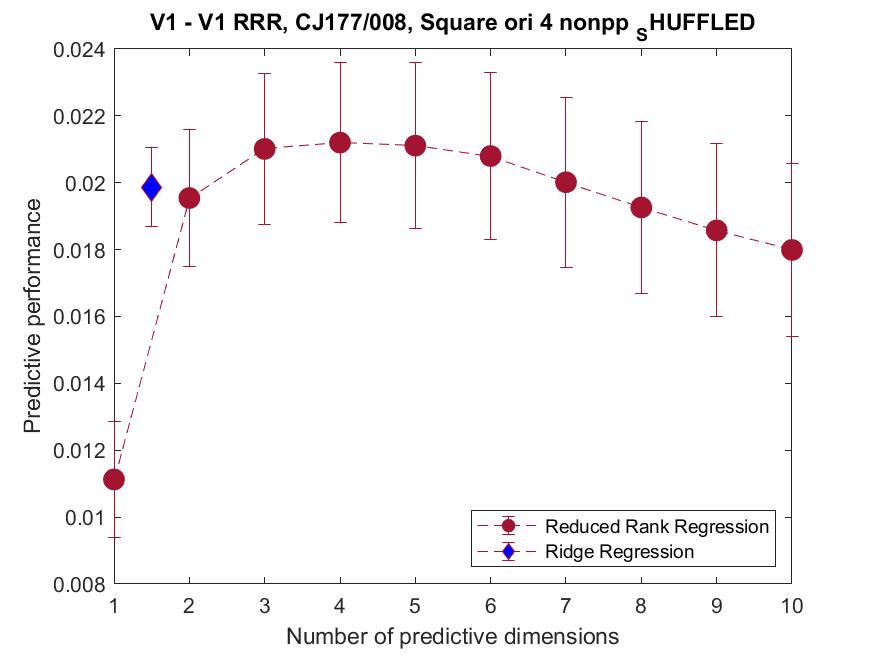 V1 - V1 RRR, CJ177/008, Square ori 4 nonpp SHUFFLED
0.024
0.022
0.02
0.018
0.016
0.014
0.012
0.01
0.008
Predictive performance
1 2 3 4 5 6 7 8 9 10
Number of predictive dimensions
Reduced Rank Regression
Ridge Regression